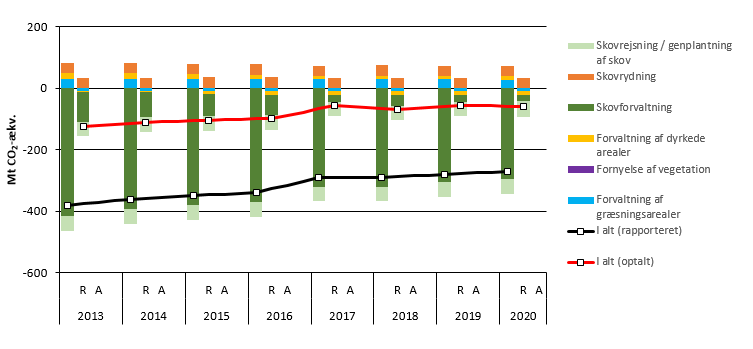 200
0
-200
-400
-600
Mt CO₂-ækv.
R A R A R A R A R A R A R A R A
2013 2014 2015 2016 2017 2018 2019 2020
Skovrejsning / genplantning
af skov
Skovrydning
Skovforvaltning
Forvaltning af dyrkede
arealer
Fornyelse af vegetation
Forvaltning af
græsningsarealer
I alt (rapporteret)
I alt (optalt)